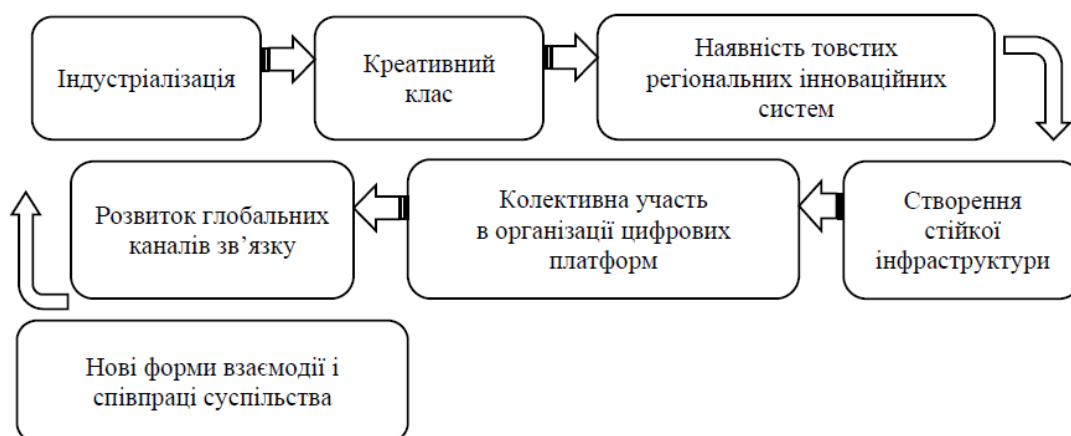 Індустріалізація
Креативний
клас
Наявність товстих
регіональних інноваційних
систем
Розвиток глобальних
каналів зв’язку
Колективна участь
в організації цифрових
платформ
Створення
стійкої
інфраструктури
Нові форми взаємодії і
співпраці суспільства